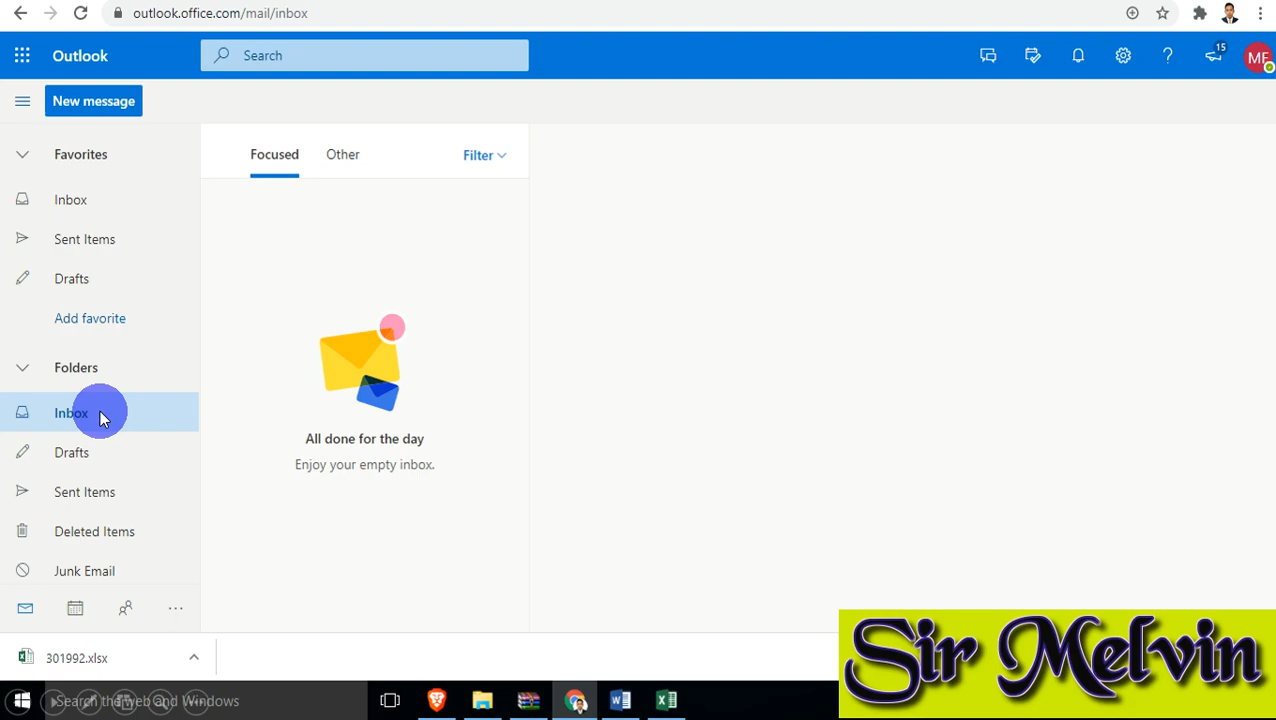 outlook.office.com/mail/inbox
Outlook
Search
15
MF
New message
Favorites
Focused
Other
Filter
Inbox
Sent Items
Drafts
Add favorite
Folders
Inbox
All done for the day
Enjoy your empty inbox.
Drafts
Sent Items
Deleted Items
Junk Email
301992.xlsx
Search the web and Windows
Sir Melvin